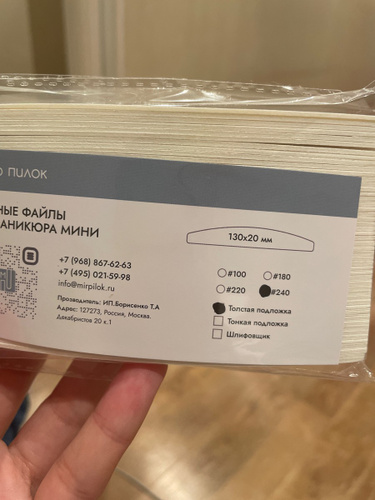 ПИЛОК
НЫЕ ФАЙЛЫ
АНИКЮРА МИНИ
130x20 мм
+7 (968) 867-62-63
+7 (495) 021-59-98
info@mirpilok.ru
Прозводитель: ИП.Борисенко Т.А
Адрес: 127273, Россия, Москва.
Декабристов 20 к.1
#100
#180
#220
#240
Толстая подложка
Тонкая подложка
Шлифовщик